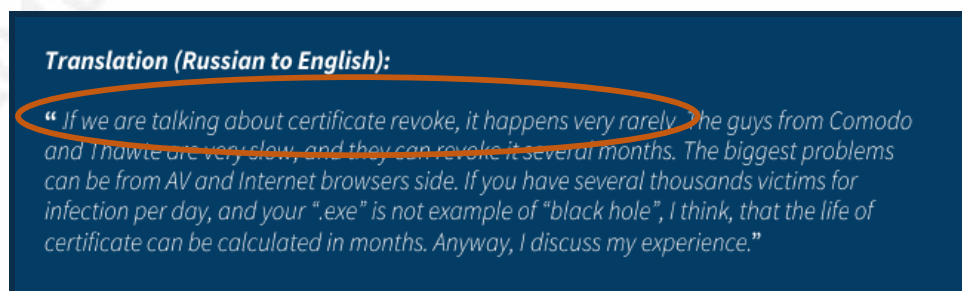 Translation (Russian to English):
“ If we are talking about certificate revoke, it happens very rarely. The guys from Comodo
and Thawte are very slow, and they can revoke it several months. The biggest problems
can be from AV and Internet browsers side. If you have several thousands victims for
infection per day, and your “.exe” is not example of “black hole”, I think, that the life of
certificate can be calculated in months. Anyway, I discuss my experience.”